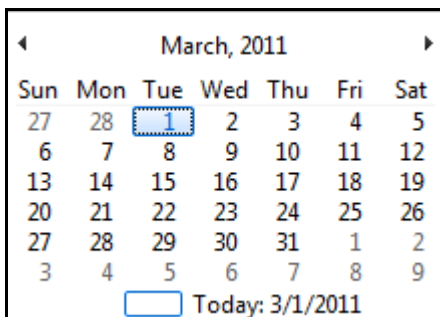 March, 2011
Sun Mon Tue Wed Thu Fri Sat
27 28 1 2 3 4 5
6 7 8 9 10 11 12
13 14 15 16 17 18 19
20 21 22 23 24 25 26
27 28 29 30 31 1 2
3 4 5 6 7 8 9
Today: 3/1/2011